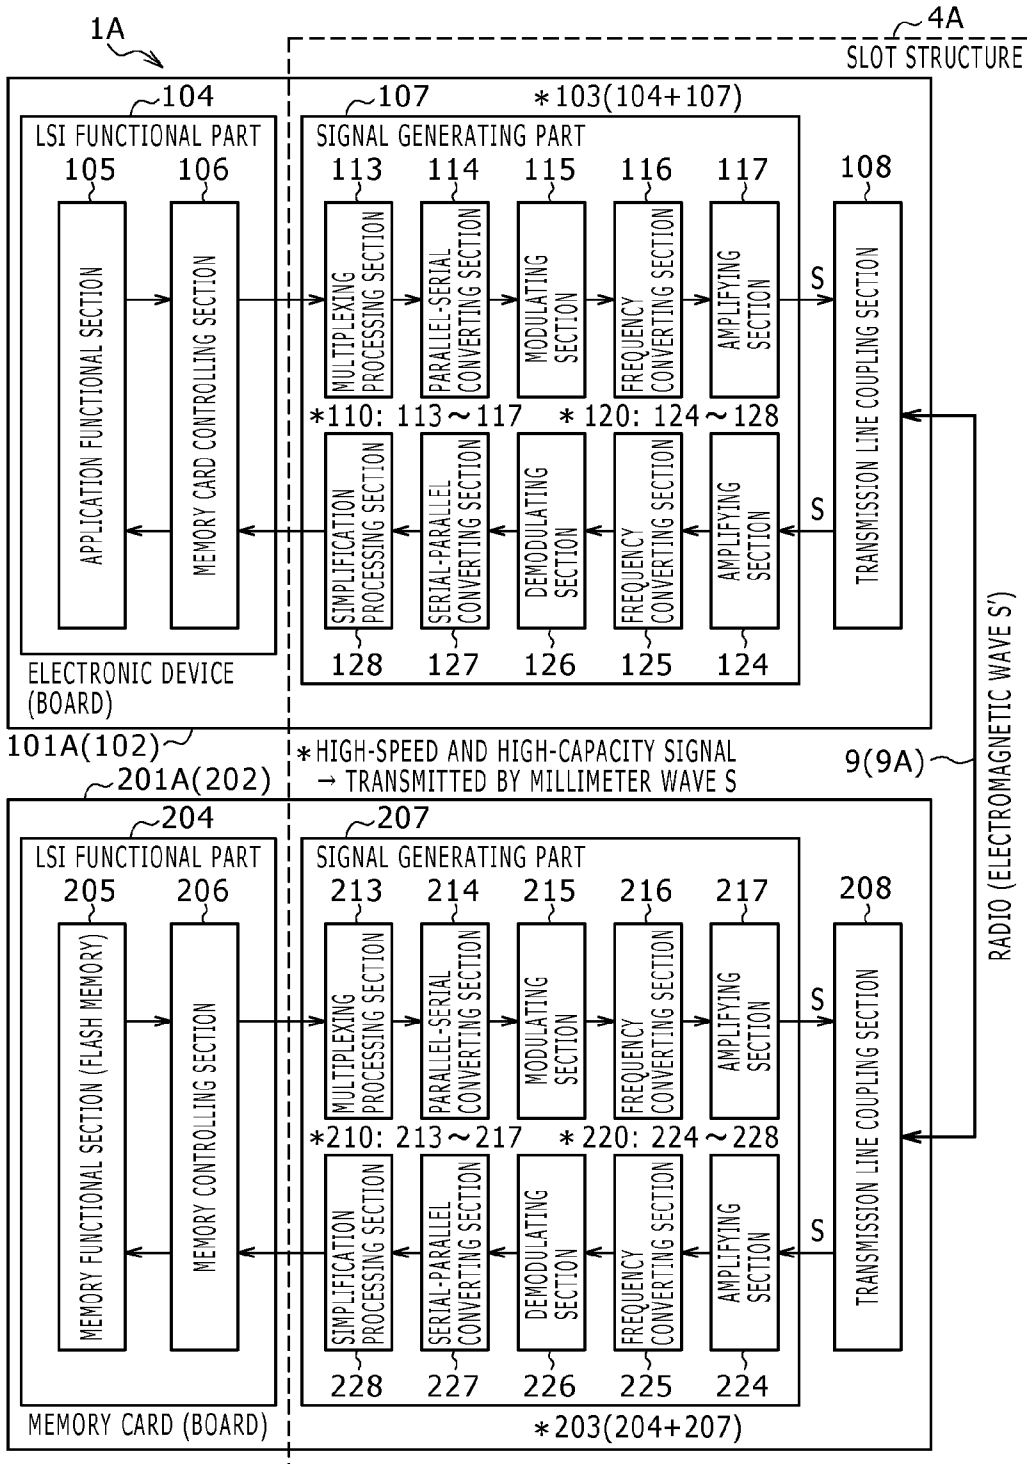 1A
4A
SLOT STRUCTURE
104
107
*103(104+107)
LSI FUNCTIONAL PART
SIGNAL GENERATING PART
105
106
113
114
115
116
117
108
APPLICATION FUNCTIONAL SECTION
MEMORY CARD CONTROLLING SECTION
MULTIPLEXING
PROCESSING SECTION
PARALLEL-SERIAL
CONVERTING SECTION
MODULATING
SECTION
FREQUENCY
CONVERTING SECTION
AMPLIFYING
SECTION
S
TRANSMISSION LINE COUPLING SECTION
*110: 113~117
*120: 124~128
SIMPLIFICATION
PROCESSING SECTION
SERIAL-PARALLEL
CONVERTING SECTION
DEMODULATING
SECTION
FREQUENCY
CONVERTING SECTION
AMPLIFYING
SECTION
S
128
127
126
125
124
ELECTRONIC DEVICE
(BOARD)
101A(102)
*HIGH-SPEED AND HIGH-CAPACITY SIGNAL
→ TRANSMITTED BY MILLIMETER WAVE S
9(9A)
RADIO (ELECTROMAGNETIC WAVE S')
201A(202)
204
207
LSI FUNCTIONAL PART
SIGNAL GENERATING PART
205
206
213
214
215
216
217
208
MEMORY FUNCTIONAL SECTION (FLASH MEMORY)
MEMORY CONTROLLING SECTION
MULTIPLEXING
PROCESSING SECTION
PARALLEL-SERIAL
CONVERTING SECTION
MODULATING
SECTION
FREQUENCY
CONVERTING SECTION
AMPLIFYING
SECTION
S
TRANSMISSION LINE COUPLING SECTION
*210: 213~217
*220: 224~228
SIMPLIFICATION
PROCESSING SECTION
SERIAL-PARALLEL
CONVERTING SECTION
DEMODULATING
SECTION
FREQUENCY
CONVERTING SECTION
AMPLIFYING
SECTION
S
228
227
226
225
224
MEMORY CARD (BOARD)
*203(204+207)